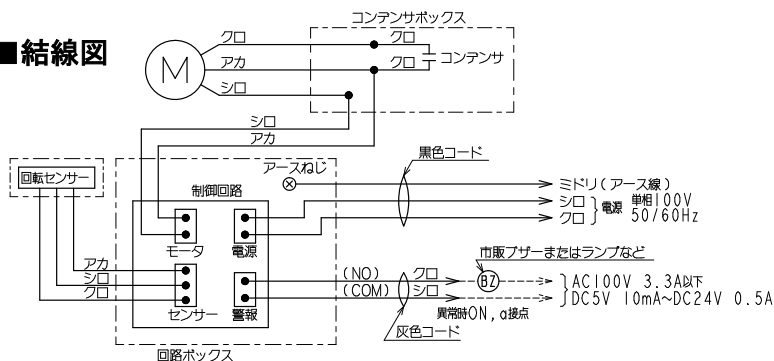 ■結線図
コンデンサボックス
クロ
クロ
コンデンサ
アカ
クロ
M
シロ
シロ
アカ
黒色コード
アースねじ
ミドリ(アース線)
回転センサー
制御回路
シロ
クロ
電源
単相100V
50/60Hz
モータ
電源
市販ブザーまたはランプなど
アカ
シロ
クロ
(NO)
クロ
BZ
(COM)
シロ
AC100V 3.3A以下
DC5V 10mA~DC24V 0.5A
センサー
警報
異常時ON,a接点
灰色コード
回路ボックス